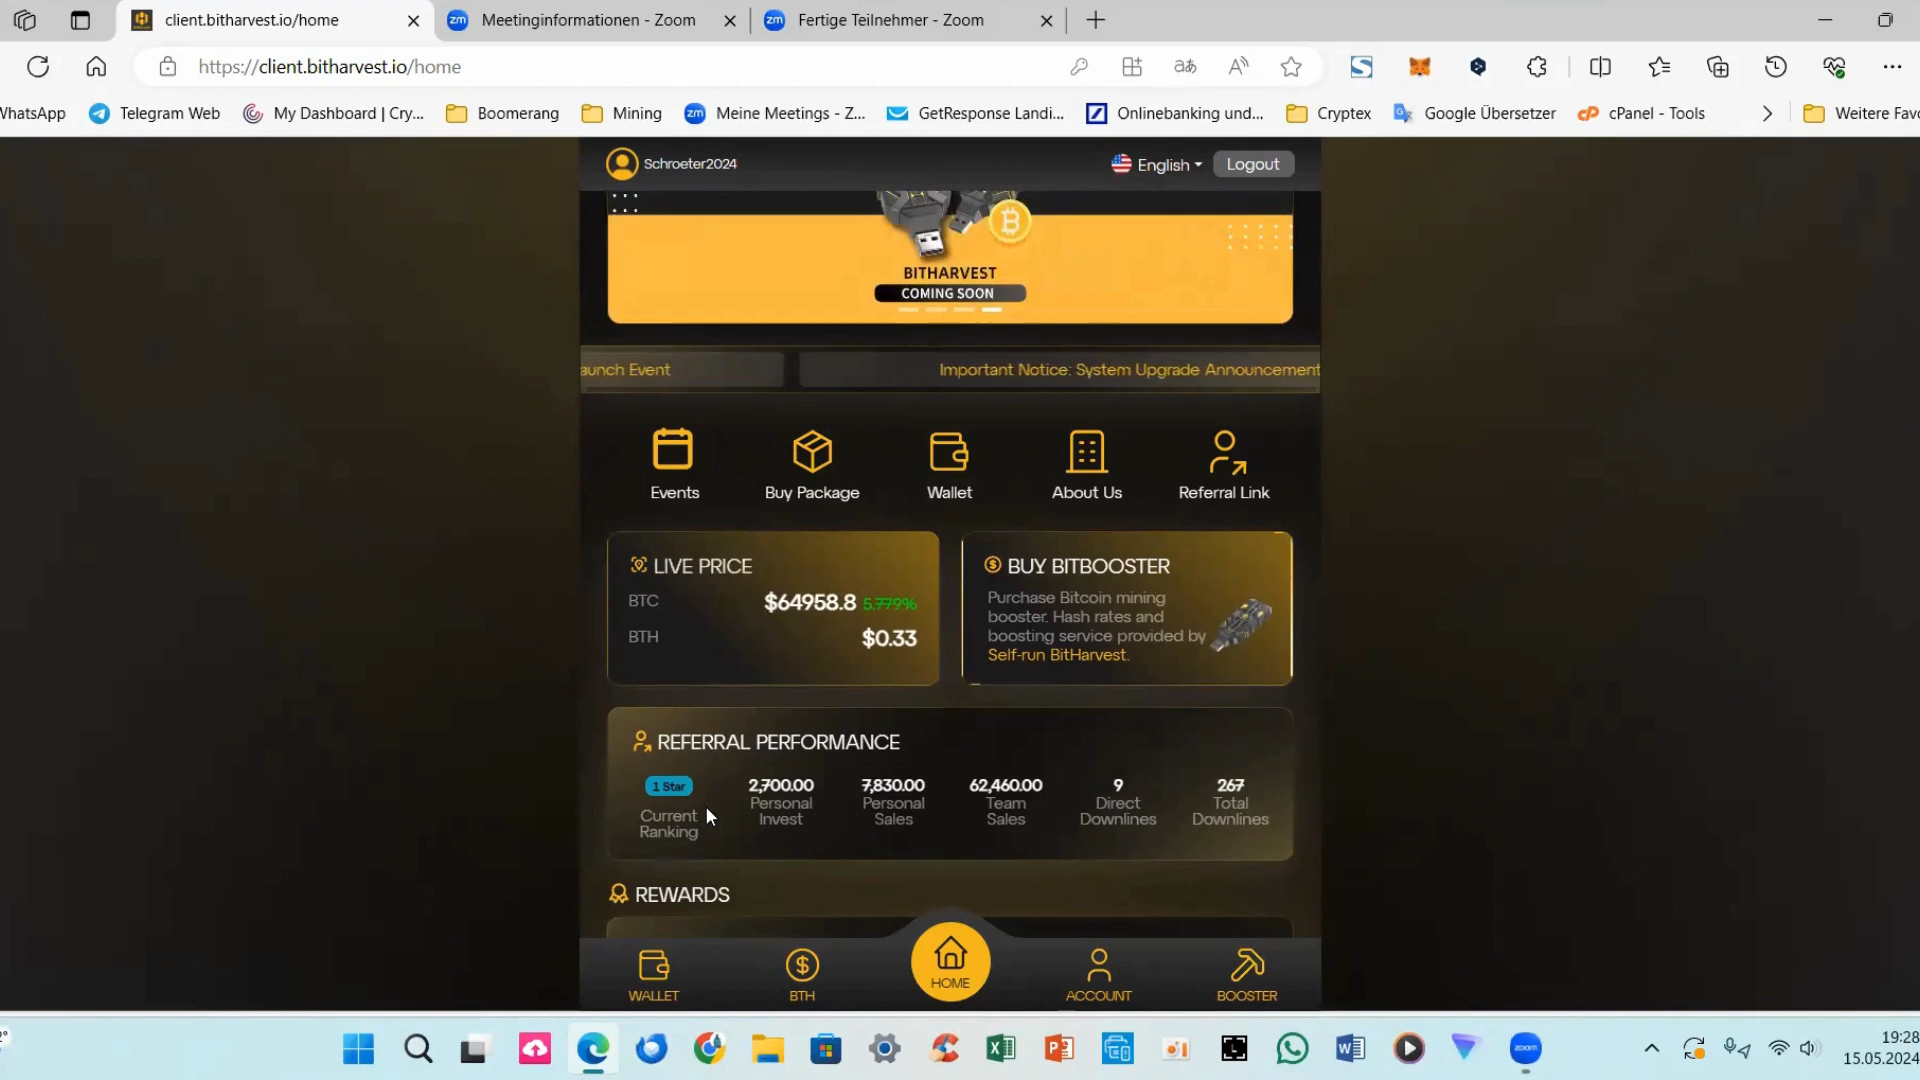 client.bitharvest.io/home
Meetinginformationen - Zoom
Fertige Teilnehmer - Zoom
https://client.bitharvest.io/home
WhatsApp
Telegram Web
My Dashboard | Cry...
Boomerang
Mining
Meine Meetings - Z...
GetResponse Landi...
Onlinebanking und...
Cryptex
Google Übersetzer
cPanel - Tools
Weitere Favo
Schroeter2024
English
Logout
BITHARVEST
COMING SOON
aunch Event
Important Notice: System Upgrade Announcement
Events
Buy Package
Wallet
About Us
Referral Link
LIVE PRICE
BTC $64958.8 5.779%
BTH $0.33
BUY BITBOOSTER
Purchase Bitcoin mining
booster. Hash rates and
boosting service provided by
Self-run BitHarvest.
REFERRAL PERFORMANCE
1 Star
Current
Ranking
2,700.00
Personal
Invest
7,830.00
Personal
Sales
62,460.00
Team
Sales
9
Direct
Downlines
267
Total
Downlines
REWARDS
WALLET
BTH
HOME
ACCOUNT
BOOSTER
zoom
19:28
15.05.2024